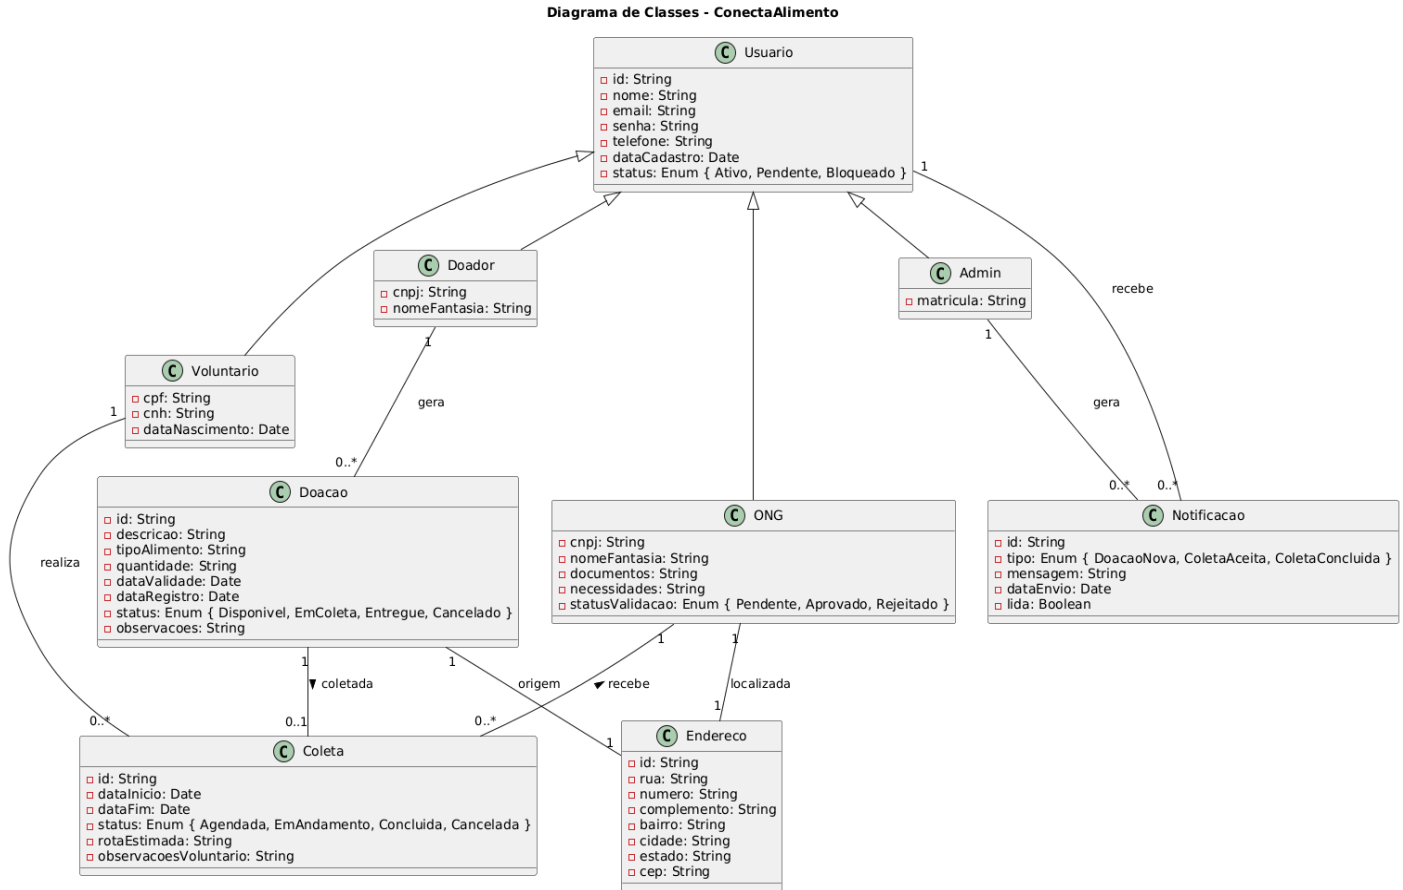 Diagrama de Classes - ConectaAlimento
C Usuario
id: String
nome: String
email: String
senha: String
telefone: String
dataCadastro: Date
status: Enum { Ativo, Pendente, Bloqueado }
1
recebe
C Doador
cnpj: String
nomeFantasia: String
1
gera
0..*
C Admin
matricula: String
1
gera
0..*
0..*
C Voluntario
cpf: String
cnh: String
dataNascimento: Date
1
realiza
0..*
C Doacao
id: String
descricao: String
tipoAlimento: String
quantidade: String
dataValidade: Date
dataRegistro: Date
status: Enum { Disponivel, EmColeta, Entregue, Cancelado }
observacoes: String
C ONG
cnpj: String
nomeFantasia: String
documentos: String
necessidades: String
statusValidacao: Enum { Pendente, Aprovado, Rejeitado }
C Notificacao
id: String
tipo: Enum { DoacaoNova, ColetaAceita, ColetaConcluida }
mensagem: String
dataEnvio: Date
lida: Boolean
1
coletada
0..1
1
origem
1
1
recebe
0..*
1
localizada
1
C Coleta
id: String
dataInicio: Date
dataFim: Date
status: Enum { Agendada, EmAndamento, Concluida, Cancelada }
rotaEstimada: String
observacoesVoluntario: String
C Endereco
id: String
rua: String
numero: String
complemento: String
bairro: String
cidade: String
estado: String
cep: String